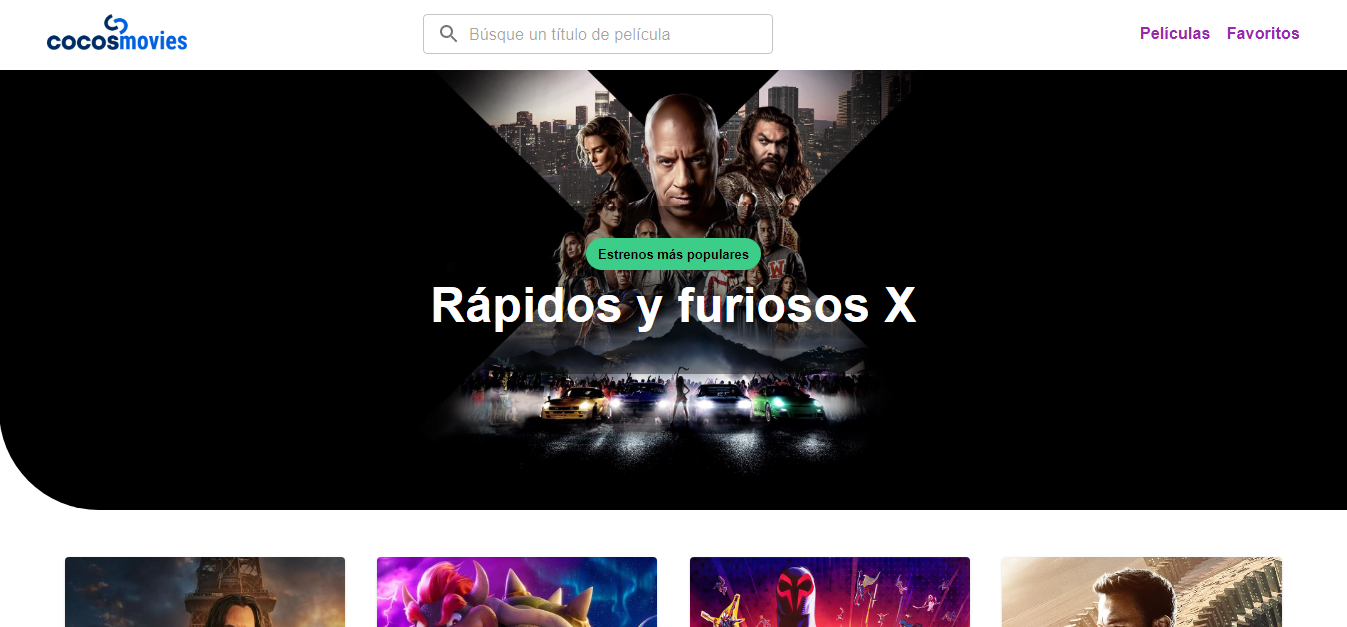 cocosmovies
Búsque un título de película
Películas
Favoritos
Estrenos más populares
Rápidos y furiosos X
W